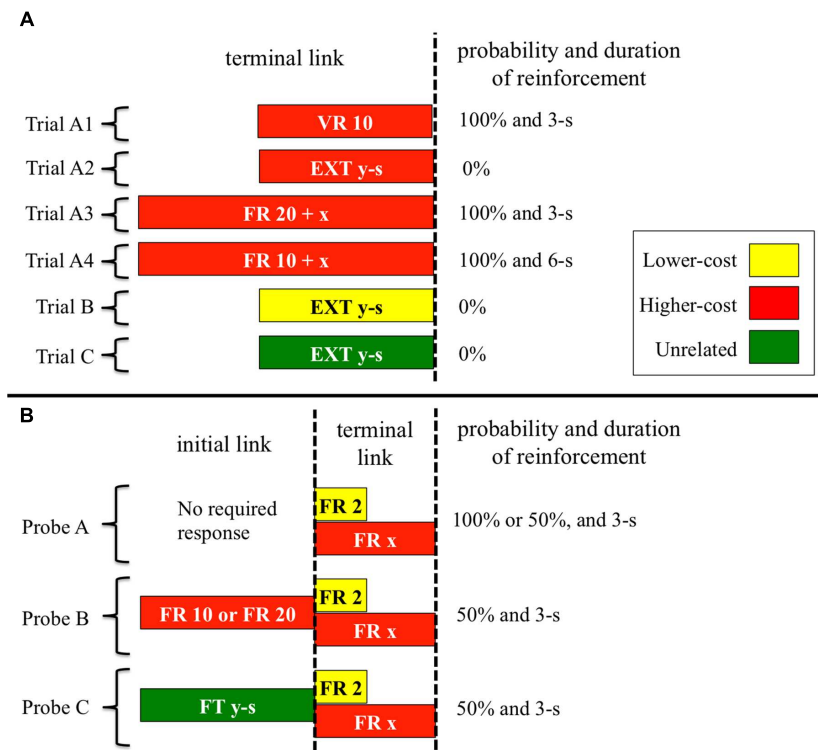 A
terminal link
probability and duration
of reinforcement
Trial A1
VR 10
100% and 3-s
Trial A2
EXT y-s
0%
Trial A3
FR 20 + x
100% and 3-s
Trial A4
FR 10 + x
100% and 6-s
Trial B
EXT y-s
0%
Trial C
EXT y-s
0%
Lower-cost
Higher-cost
Unrelated
B
initial link
terminal
link
probability and duration
of reinforcement
Probe A
No required
response
FR 2
FR x
100% or 50%, and 3-s
Probe B
FR 10 or FR 20
FR 2
FR x
50% and 3-s
Probe C
FT y-s
FR 2
FR x
50% and 3-s